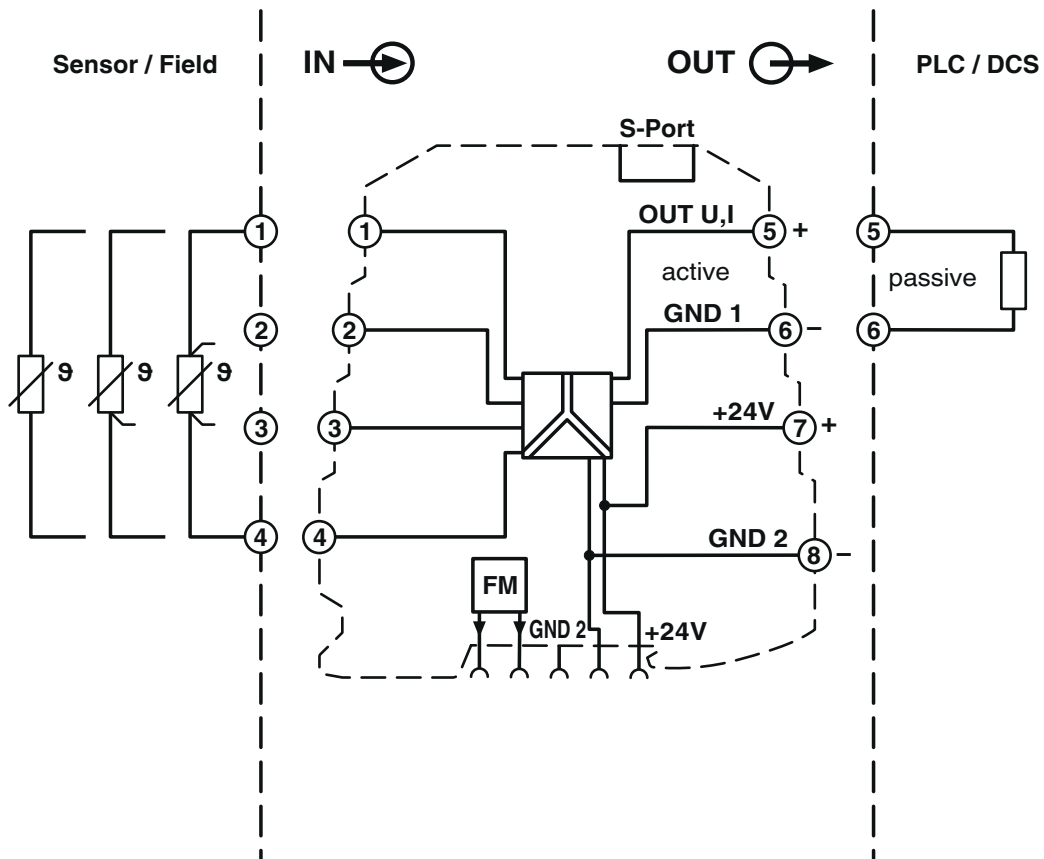 Sensor / Field
IN
OUT
PLC / DCS
S-Port
OUT U,I
1
1
5 +
5
active
passive
GND 1
2
2
6 –
6
ϑ
ϑ
ϑ
+24V
3
3
7 +
GND 2
4
4
8 –
FM
GND 2
+24V